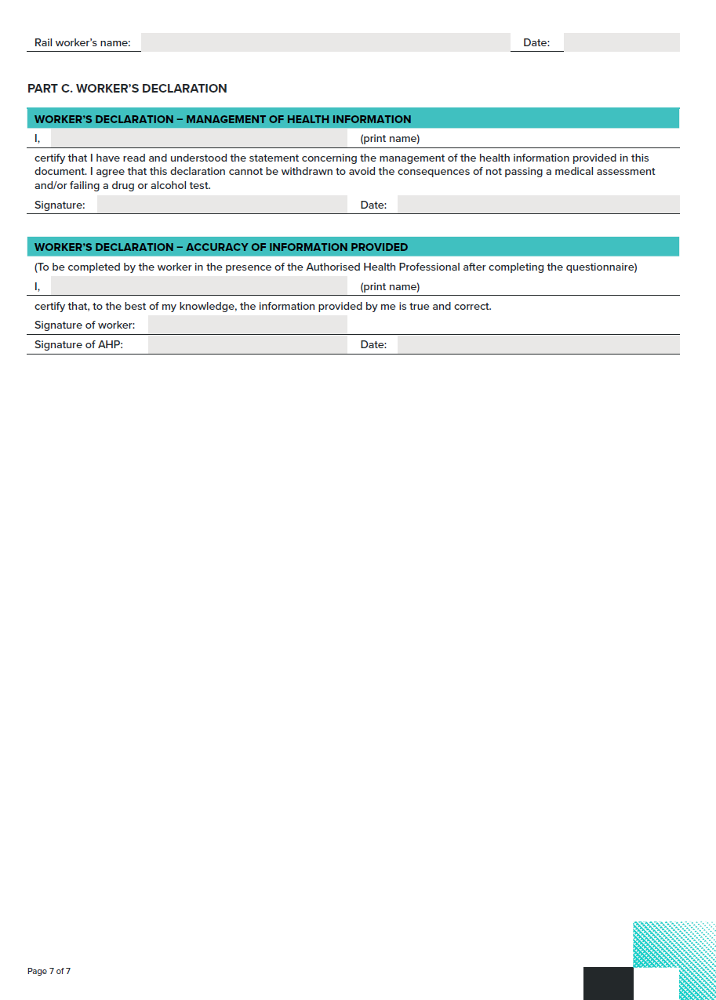 Rail worker's name: Date:
PART C. WORKER'S DECLARATION
WORKER'S DECLARATION – MANAGEMENT OF HEALTH INFORMATION
I, (print name)
certify that I have read and understood the statement concerning the management of the health information provided in this
document. I agree that this declaration cannot be withdrawn to avoid the consequences of not passing a medical assessment
and/or failing a drug or alcohol test.
Signature: Date:
WORKER'S DECLARATION – ACCURACY OF INFORMATION PROVIDED
(To be completed by the worker in the presence of the Authorised Health Professional after completing the questionnaire)
I, (print name)
certify that, to the best of my knowledge, the information provided by me is true and correct.
Signature of worker:
Signature of AHP: Date:
Page 7 of 7